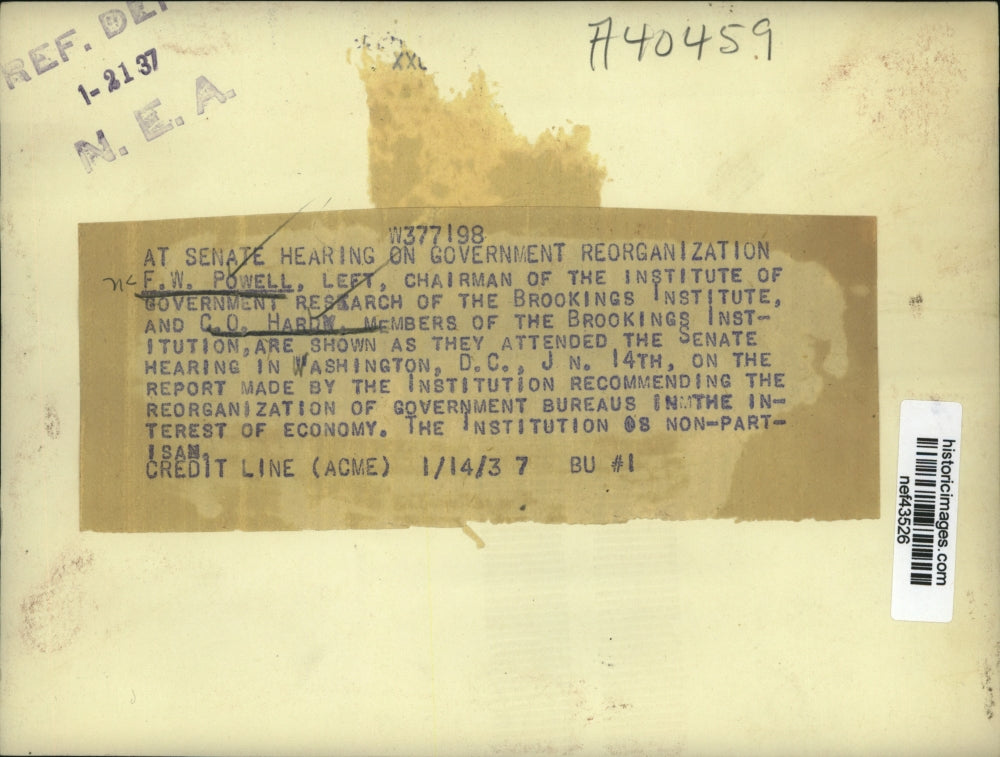 A40459
REF. DE
1-21 37
N. E. A.
XX
W377198
AT SENATE HEARING ON GOVERNMENT REORGANIZATION
nc F.W. POWELL, LEFT, CHAIRMAN OF THE INSTITUTE OF
GOVERNMENT RESEARCH OF THE BROOKINGS INSTITUTE,
AND C.O. HARDY, MEMBERS OF THE BROOKINGS INST-
ITUTION, ARE SHOWN AS THEY ATTENDED THE SENATE
HEARING IN WASHINGTON, D.C., J N. 14TH, ON THE
REPORT MADE BY THE INSTITUTION RECOMMENDING THE
REORGANIZATION OF GOVERNMENT BUREAUS IN THE IN-
TEREST OF ECONOMY. THE INSTITUTION @S NON-PART-
ISAN.
CREDIT LINE (ACME) 1/14/3 7 BU #1
historicimages.com
nef43526